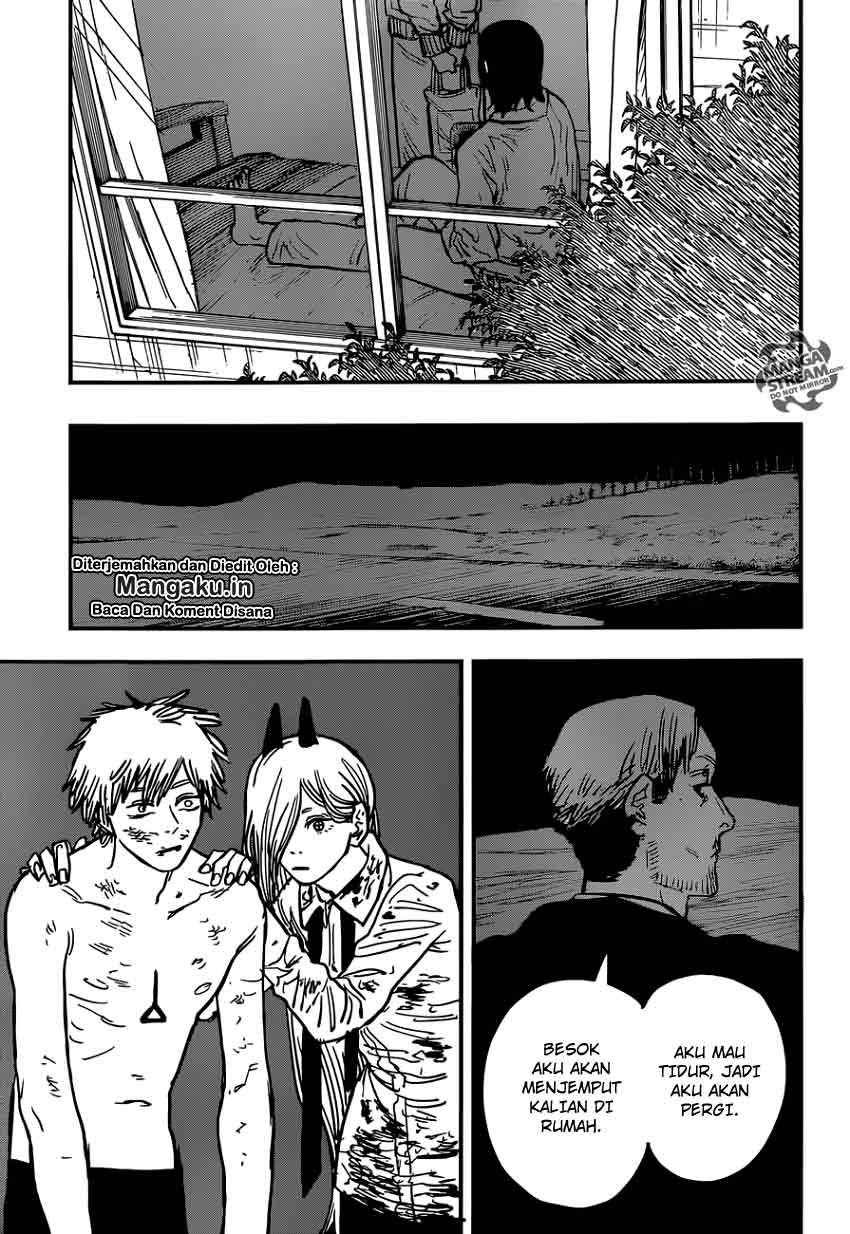 MANGA
STREAM.com
DO NOT MIRROR
Diterjemahkan dan Diedit Oleh :
Mangaku.in
Baca Dan Koment Disana
AKU MAU
TIDUR, JADI
AKU AKAN
PERGI.
BESOK
AKU AKAN
MENJEMPUT
KALIAN DI
RUMAH.